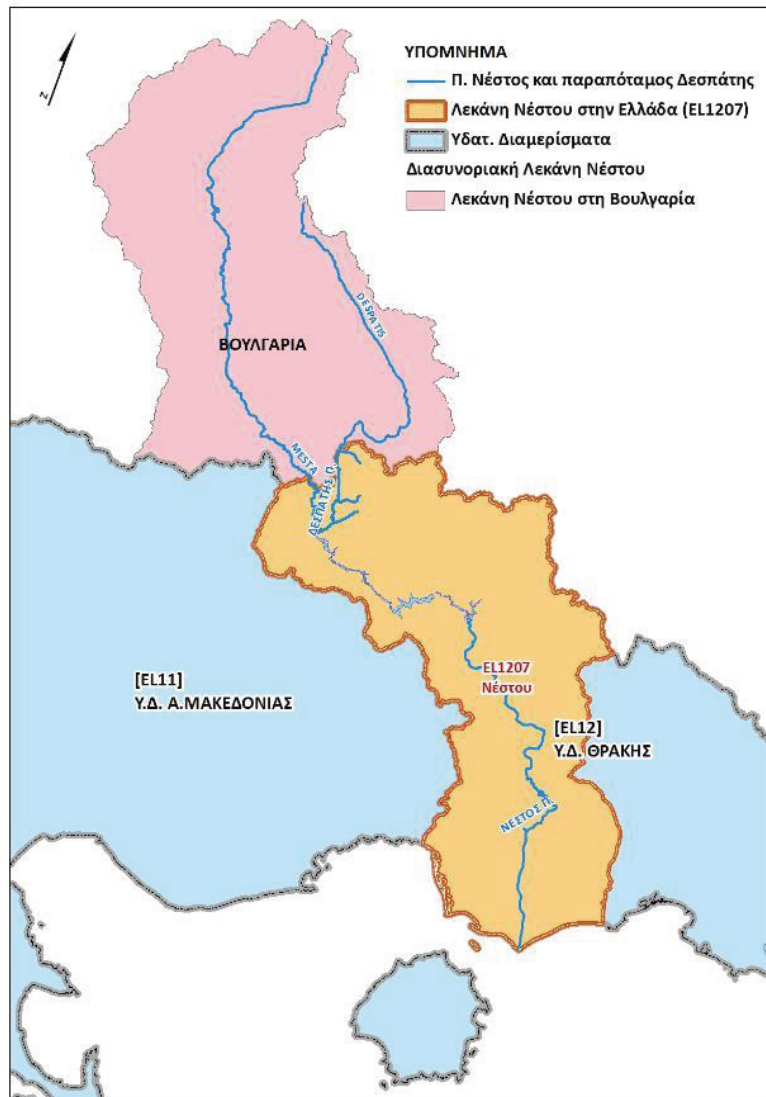 ΥΠΟΜΝΗΜΑ
Π. Νέστος και παραπόταμος Δεσπάτης
Λεκάνη Νέστου στην Ελλάδα (EL1207)
Υδατ. Διαμερίσματα
Διασυνοριακή Λεκάνη Νέστου
Λεκάνη Νέστου στη Βουλγαρία
N
DESPATIS
ΒΟΥΛΓΑΡΙΑ
MESTA
ΔΕΣΠΑΤΗΣ Π.
[EL11]
Υ.Δ. Α.ΜΑΚΕΔΟΝΙΑΣ
EL1207
Νέστου
[EL12]
Υ.Δ. ΘΡΑΚΗΣ
ΝΕΣΤΟΣ Π.